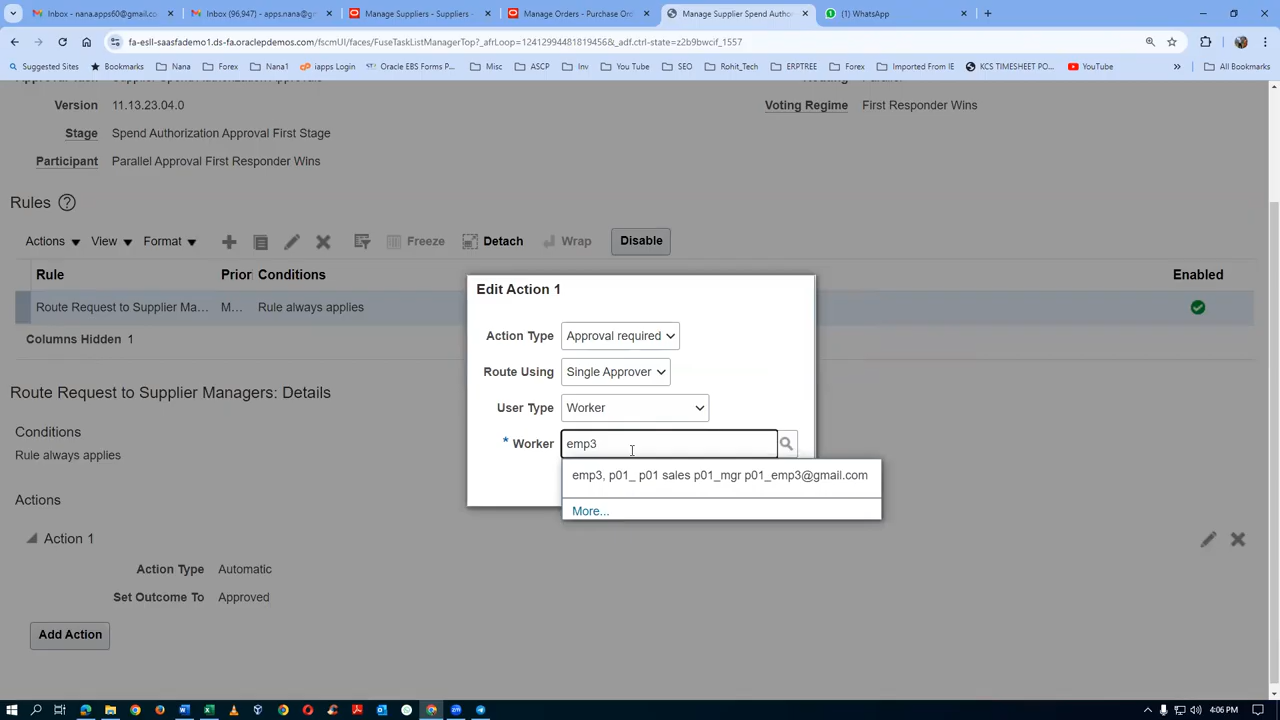 Inbox - nana.apps60@gmail.co
Inbox (96,947) - apps.nana@gm
Manage Suppliers - Suppliers -
Manage Orders - Purchase Ord
Manage Supplier Spend Author
(1) WhatsApp
fa-esll-saasfademo1.ds-fa.oraclepdemos.com/fscmUI/faces/FuseTaskListManagerTop?_afrLoop=1241299448181945&_adf.ctrl-state=z2b9bwcif_1557
Suggested Sites
Bookmarks
Nana
Forex
Nana1
iapps Login
Oracle EBS Forms P...
Misc
ASCP
Inv
You Tube
SEO
Rohit_Tech
ERPTREE
Forex
Imported From IE
KCS TIMESHEET PO...
YouTube
All Bookmarks
Version 11.13.23.04.0
Voting Regime First Responder Wins
Stage Spend Authorization Approval First Stage
Participant Parallel Approval First Responder Wins
Rules
Actions View Format Freeze Detach Wrap Disable
Rule Prior Conditions Enabled
Route Request to Supplier Ma... M... Rule always applies
Columns Hidden 1
Edit Action 1
Action Type Approval required
Route Using Single Approver
User Type Worker
* Worker emp3
emp3, p01_ p01 sales p01_mgr p01_emp3@gmail.com
More...
Route Request to Supplier Managers: Details
Conditions
Rule always applies
Actions
Action 1
Action Type Automatic
Set Outcome To Approved
Add Action
4:06 PM